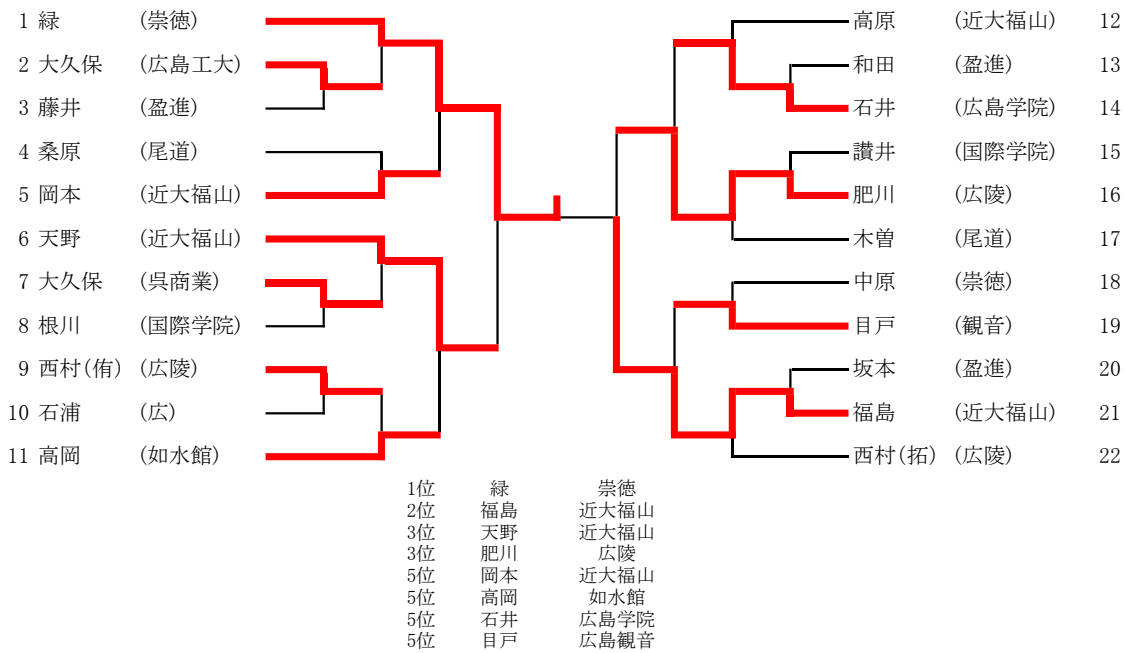 1 緑 (崇徳)
2 大久保 (広島工大)
3 藤井 (盈進)
4 桑原 (尾道)
5 岡本 (近大福山)
6 天野 (近大福山)
7 大久保 (呉商業)
8 根川 (国際学院)
9 西村(侑) (広陵)
10 石浦 (広)
11 高岡 (如水館)
高原 (近大福山) 12
和田 (盈進) 13
石井 (広島学院) 14
讃井 (国際学院) 15
肥川 (広陵) 16
木曽 (尾道) 17
中原 (崇徳) 18
目戸 (観音) 19
坂本 (盈進) 20
福島 (近大福山) 21
西村(拓) (広陵) 22
1位 緑 崇徳
2位 福島 近大福山
3位 天野 近大福山
3位 肥川 広陵
5位 岡本 近大福山
5位 高岡 如水館
5位 石井 広島学院
5位 目戸 広島観音